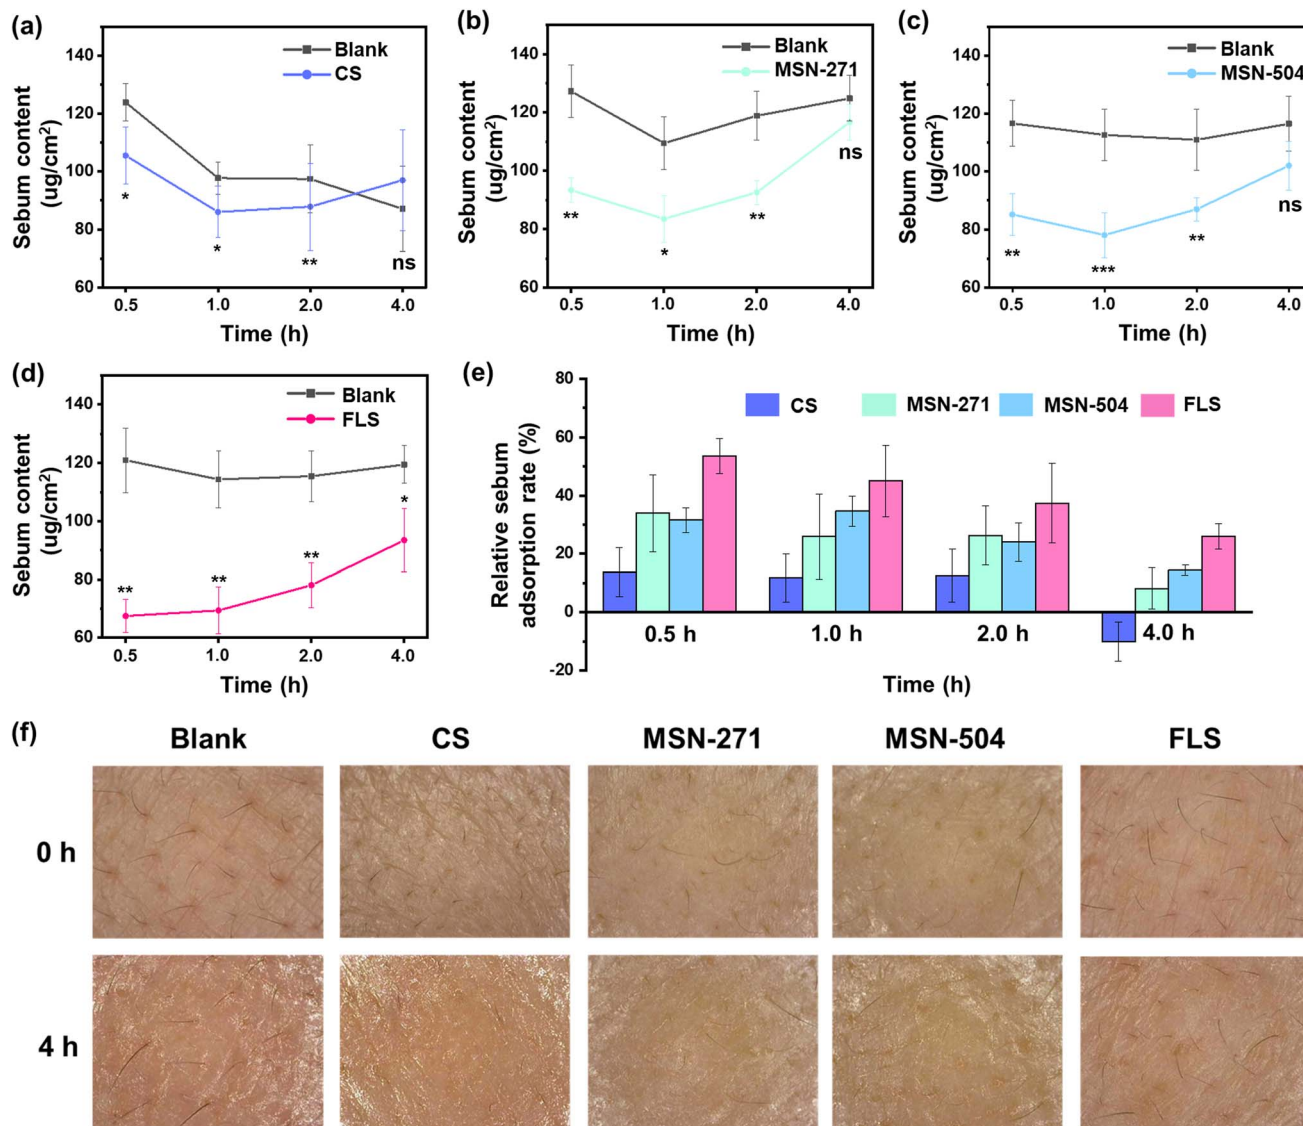 (a)
Sebum content
(ug/cm²)
140
120
100
80
60
Blank
CS
*
*
**
ns
0.5 1.0 2.0 4.0
Time (h)
(b)
Sebum content
(ug/cm²)
140
120
100
80
60
Blank
MSN-271
**
*
**
ns
0.5 1.0 2.0 4.0
Time (h)
(c)
Sebum content
(ug/cm²)
140
120
100
80
60
Blank
MSN-504
**
***
**
ns
0.5 1.0 2.0 4.0
Time (h)
(d)
Sebum content
(ug/cm²)
140
120
100
80
60
Blank
FLS
**
**
**
*
0.5 1.0 2.0 4.0
Time (h)
(e)
Relative sebum
adsorption rate (%)
80
60
40
20
0
-20
CS MSN-271 MSN-504 FLS
0.5 h 1.0 h 2.0 h 4.0 h
Time (h)
(f)
Blank CS MSN-271 MSN-504 FLS
0 h
4 h